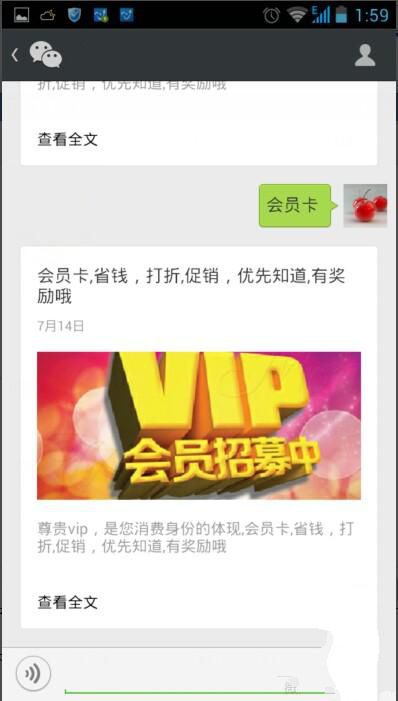 E 1:59
折,促销，优先知道,有奖励哦
查看全文
会员卡
会员卡,省钱，打折,促销，优先知道,有奖
励哦
7月14日
VIP
会员招募中
尊贵vip，是您消费身份的体现,会员卡,省钱，打
折,促销，优先知道,有奖励哦
查看全文